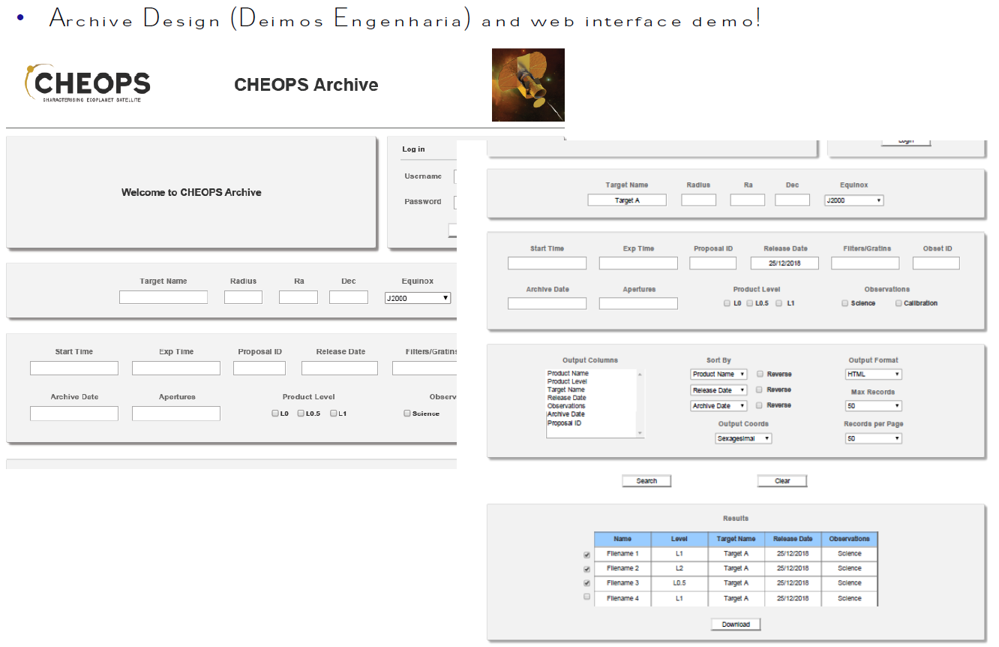 • Archive Design (Deimos Engenharia) and web interface demo!
CHEOPS
CHARACTERISING EXOPLANET SATELLITE
CHEOPS Archive
Welcome to CHEOPS Archive
Log in
Username
Password
Target Name Radius Ra Dec Equinox
J2000
Start Time Exp Time Proposal ID Release Date Filters/Gratins
Archive Date Apertures Product Level Observ
L0 L0.5 L1 Science
Login
Target Name Radius Ra Dec Equinox
Target A J2000
Start Time Exp Time Proposal ID Release Date Filters/Gratins Obset ID
25/12/2018
Archive Date Apertures Product Level Observations
L0 L0.5 L1 Science Calibration
Output Columns Sort By Output Format
Product Name
Product Level
Target Name
Release Date
Observations
Archive Date
Proposal ID
Product Name Reverse HTML
Release Date Reverse Max Records
Archive Date Reverse 50
Output Coords Records per Page
Sexagesimal 50
Search Clear
Results
Name Level Target Name Release Date Observations
Filename 1 L1 Target A 25/12/2018 Science
Filename 2 L2 Target A 25/12/2018 Science
Filename 3 L0.5 Target A 25/12/2018 Science
Filename 4 L1 Target A 25/12/2018 Science
Download